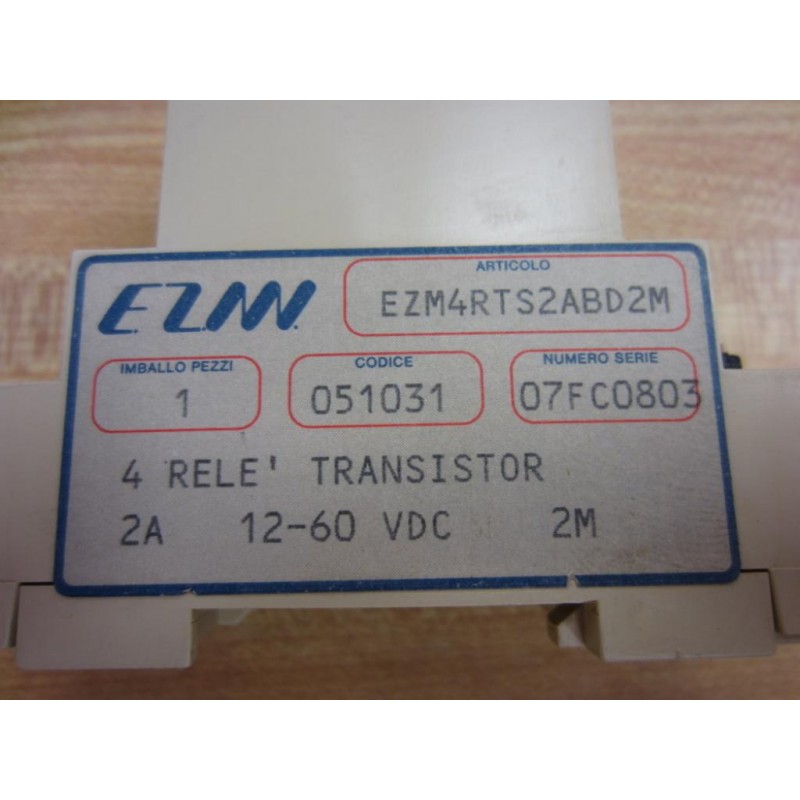 EZM
ARTICOLO
EZM4RTS2ABD2M
IMBALLO PEZZI
1
CODICE
051031
NUMERO SERIE
07FC0803
4 RELE' TRANSISTOR
2A 12-60 VDC 2M